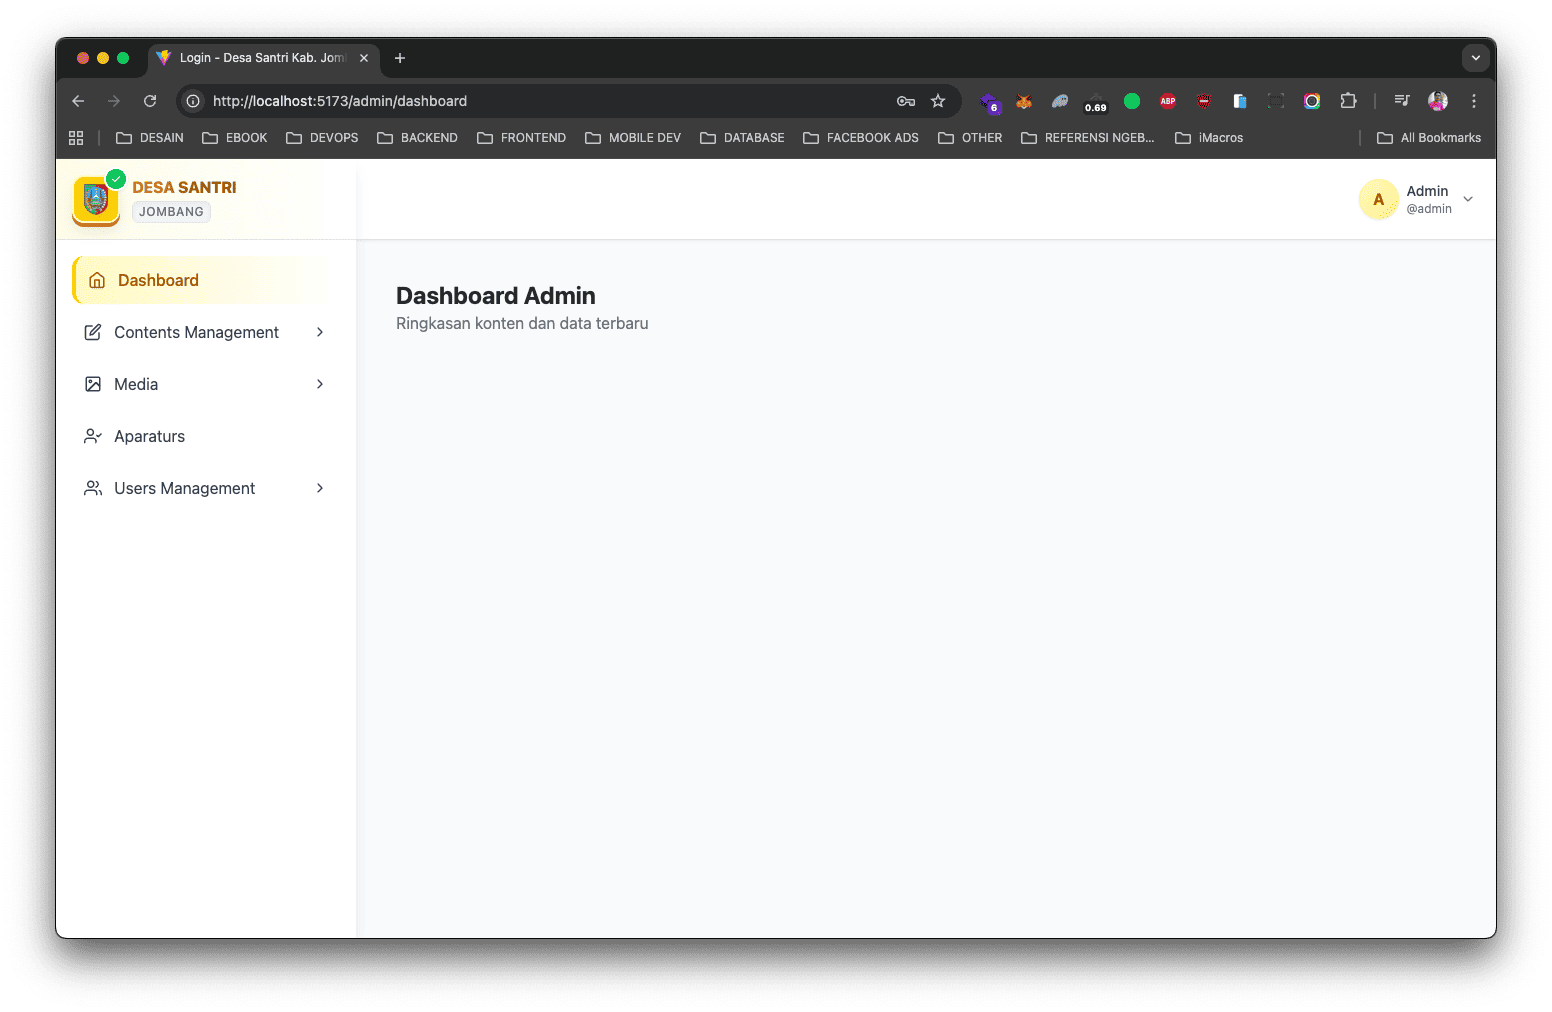 Login - Desa Santri Kab. Jom
http://localhost:5173/admin/dashboard
6
0.69
ABP
DESAIN
EBOOK
DEVOPS
BACKEND
FRONTEND
MOBILE DEV
DATABASE
FACEBOOK ADS
OTHER
REFERENSI NGEB...
iMacros
All Bookmarks
DESA SANTRI
JOMBANG
A
Admin
@admin
Dashboard
Contents Management
Media
Aparaturs
Users Management
Dashboard Admin
Ringkasan konten dan data terbaru